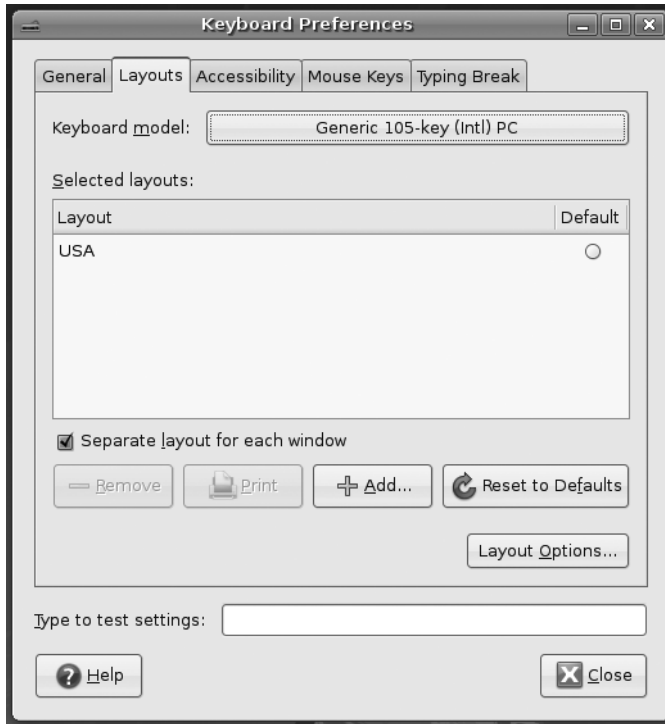 Keyboard Preferences
General Layouts Accessibility Mouse Keys Typing Break
Keyboard model: Generic 105-key (Intl) PC
Selected layouts:
Layout Default
USA
Separate layout for each window
Remove Print Add... Reset to Defaults
Layout Options...
Type to test settings:
Help Close